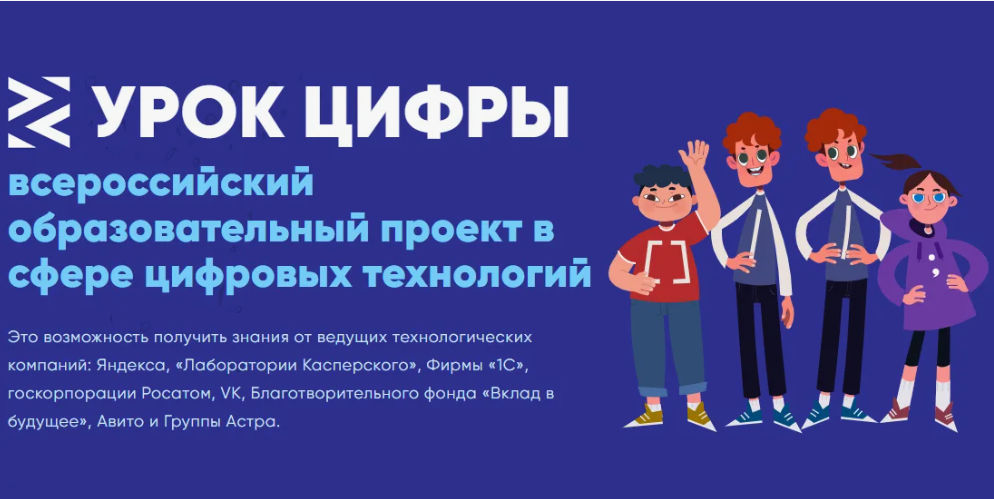 УРОК ЦИФРЫ
всероссийский
образовательный проект в
сфере цифровых технологий
Это возможность получить знания от ведущих технологических
компаний: Яндекса, «Лаборатории Касперского», Фирмы «1С»,
госкорпорации Росатом, VK, Благотворительного фонда «Вклад в
будущее», Авито и Группы Астра.